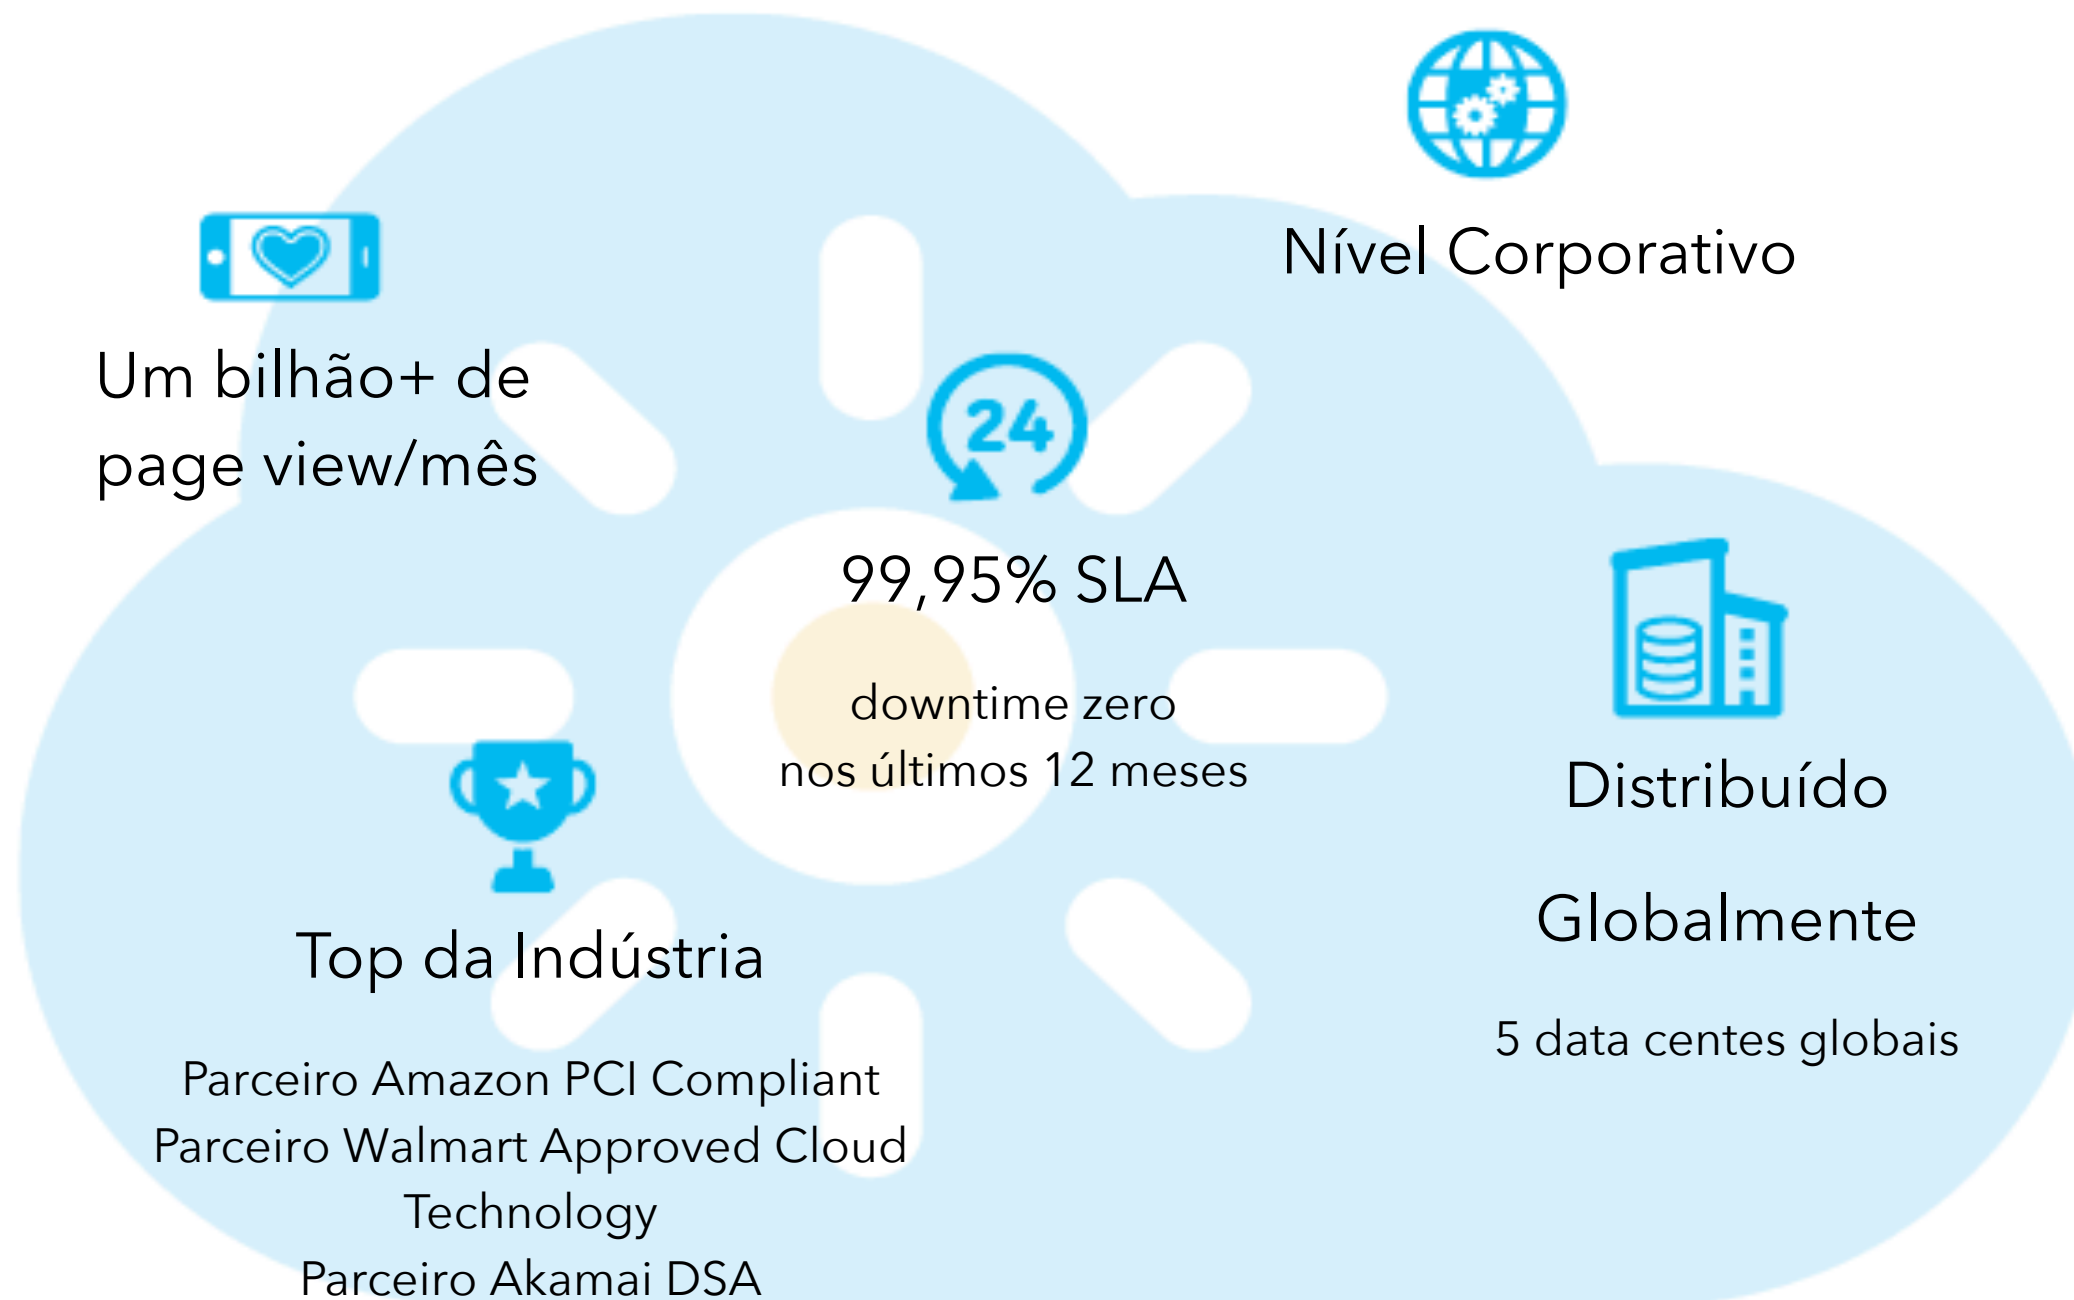 Nível Corporativo
Um bilhão+ de
page view/mês
24
99,95% SLA
downtime zero
nos últimos 12 meses
Distribuído
Globalmente
5 data centes globais
Top da Indústria
Parceiro Amazon PCI Compliant
Parceiro Walmart Approved Cloud
Technology
Parceiro Akamai DSA